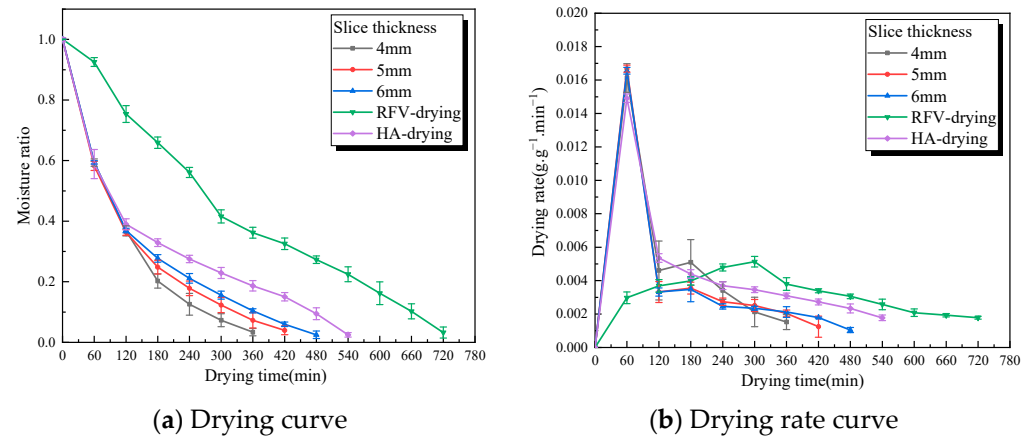 Slice thickness
4mm
5mm
6mm
RFV-drying
HA-drying
Moisture ratio
1.0
0.8
0.6
0.4
0.2
0.0
0 60 120 180 240 300 360 420 480 540 600 660 720 780
Drying time(min)
(a) Drying curve
Slice thickness
4mm
5mm
6mm
RFV-drying
HA-drying
Drying rate(g.g⁻¹.min⁻¹)
0.020
0.018
0.016
0.014
0.012
0.010
0.008
0.006
0.004
0.002
0.000
0 60 120 180 240 300 360 420 480 540 600 660 720 780
Drying time(min)
(b) Drying rate curve